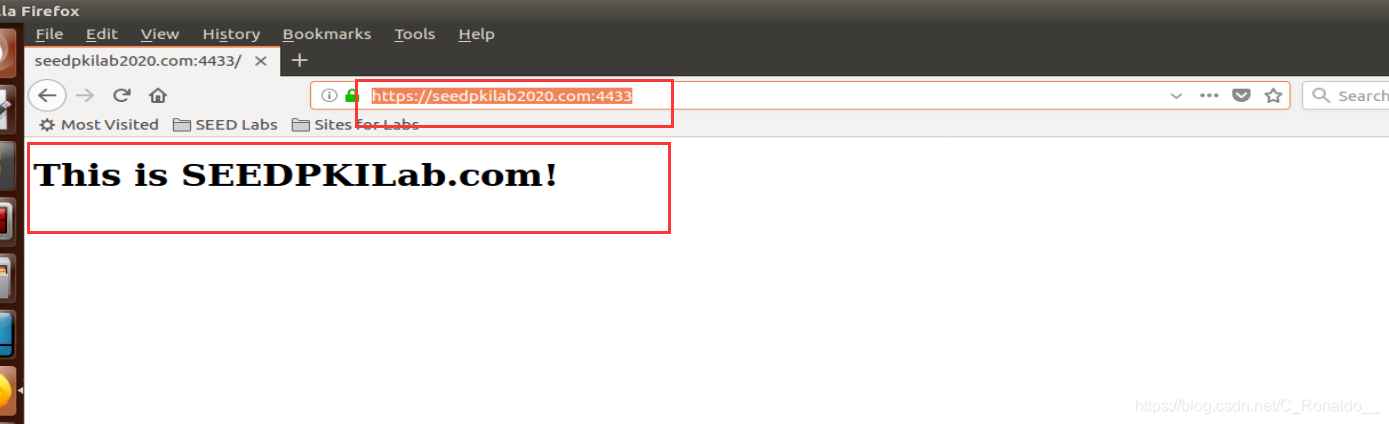 la Firefox
File Edit View History Bookmarks Tools Help
seedpkilab2020.com:4433/
https://seedpkilab2020.com:4433
Search
Most Visited SEED Labs Sites for Labs
This is SEEDPKILab.com!
https://blog.csdn.net/C_Ronaldo__